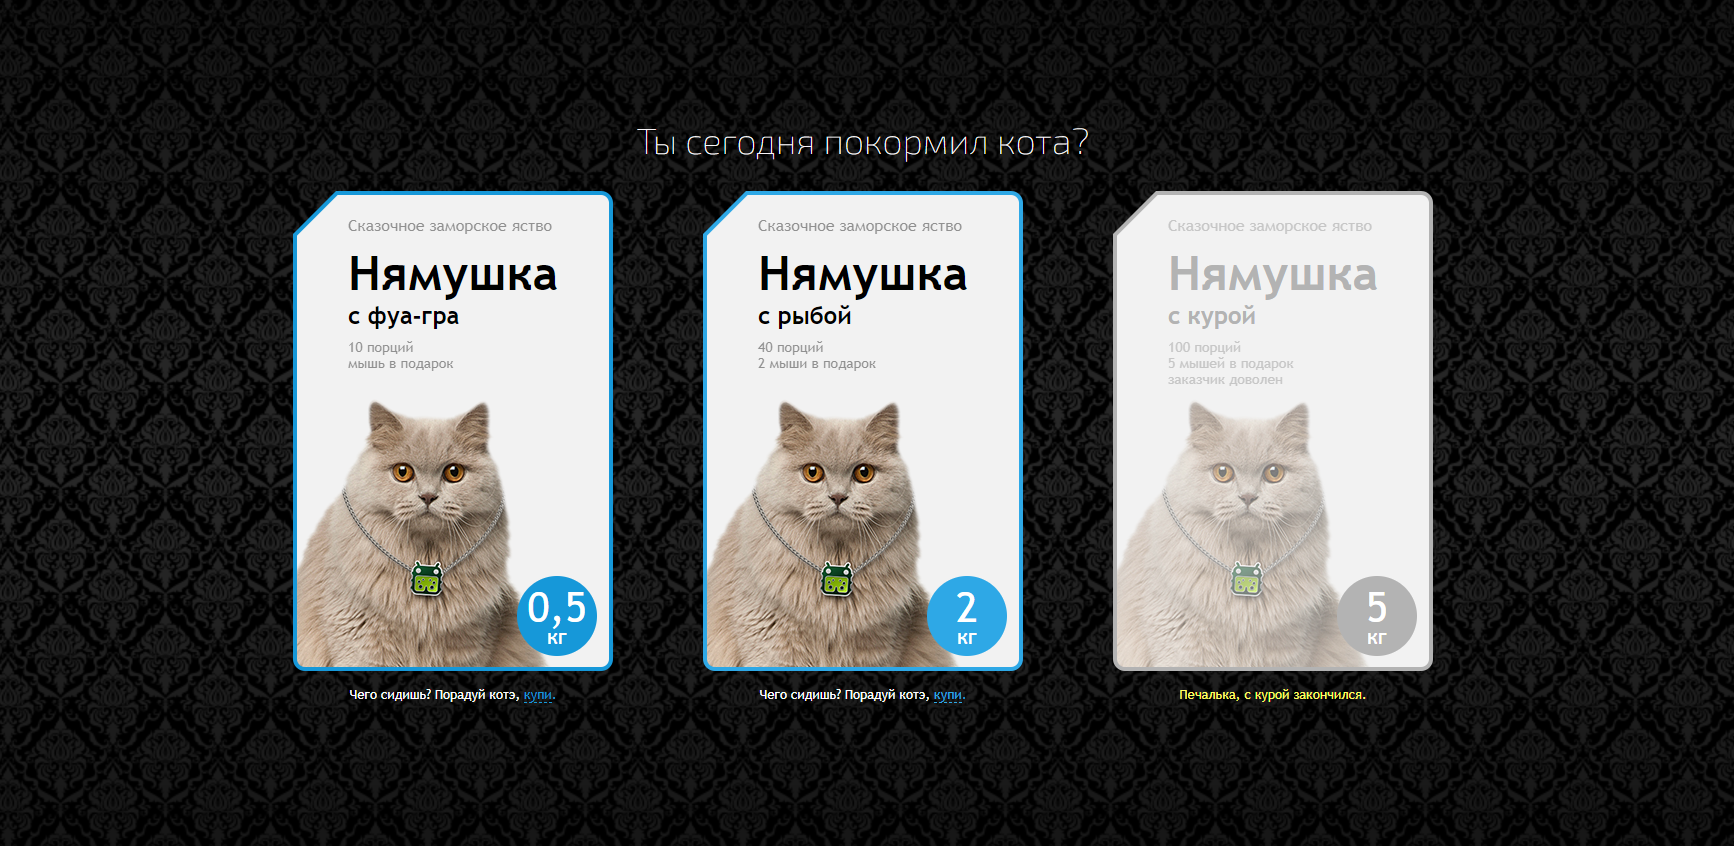 Ты сегодня покормил кота?
Сказочное заморское яство
Нямушка
с фуа-гра
10 порций
мышь в подарок
0,5
кг
Чего сидишь? Порадуй котэ, купи.
Сказочное заморское яство
Нямушка
с рыбой
40 порций
2 мыши в подарок
2
кг
Чего сидишь? Порадуй котэ, купи.
Сказочное заморское яство
Нямушка
с курой
100 порций
5 мышей в подарок
заказчик доволен
5
кг
Печалька, с курой закончился.